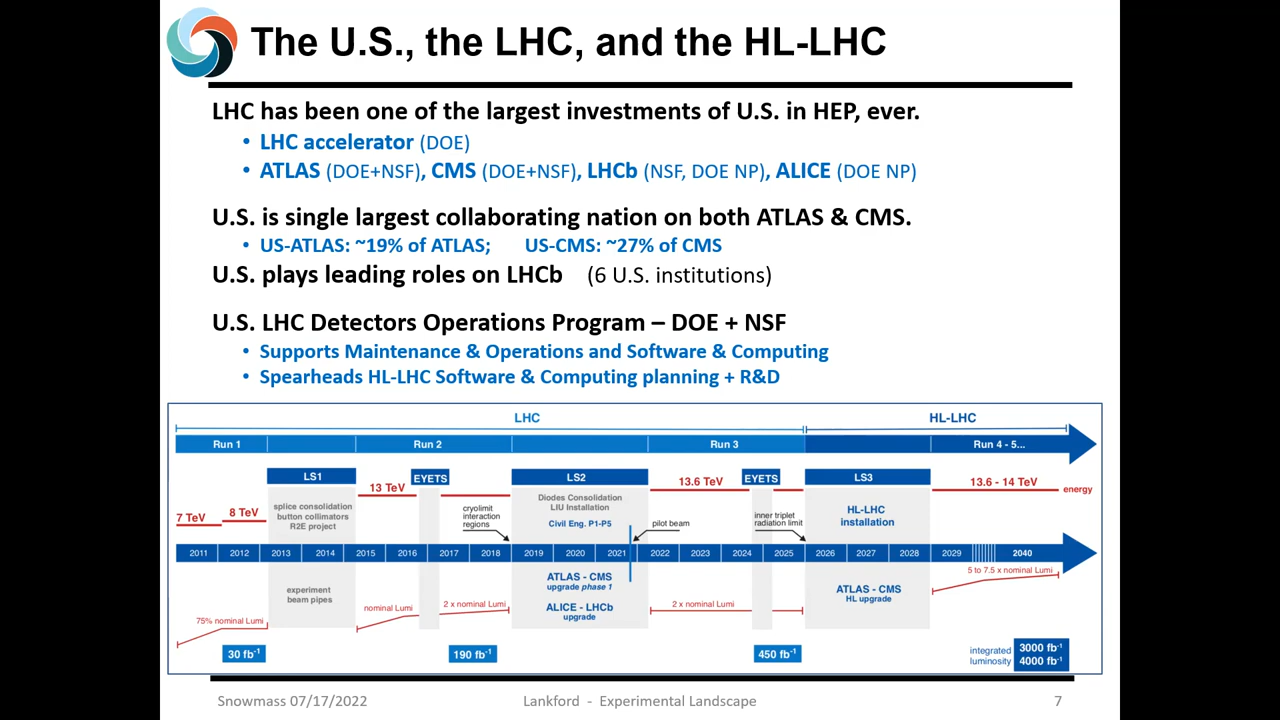 The U.S., the LHC, and the HL-LHC
LHC has been one of the largest investments of U.S. in HEP, ever.
• LHC accelerator (DOE)
• ATLAS (DOE+NSF), CMS (DOE+NSF), LHCb (NSF, DOE NP), ALICE (DOE NP)
U.S. is single largest collaborating nation on both ATLAS & CMS.
• US-ATLAS: ~19% of ATLAS; US-CMS: ~27% of CMS
U.S. plays leading roles on LHCb (6 U.S. institutions)
U.S. LHC Detectors Operations Program – DOE + NSF
• Supports Maintenance & Operations and Software & Computing
• Spearheads HL-LHC Software & Computing planning + R&D
LHC HL-LHC
Run 1 Run 2 Run 3 Run 4 - 5...
LS1 EYETS LS2 EYETS LS3
7 TeV 8 TeV 13 TeV 13.6 TeV 13.6 - 14 TeV energy
splice consolidation
button collimators
R2E project
cryolimit
interaction
regions
Diodes Consolidation
LIU Installation
Civil Eng. P1-P5
pilot beam
inner triplet
radiation limit
HL-LHC
installation
2011 2012 2013 2014 2015 2016 2017 2018 2019 2020 2021 2022 2023 2024 2025 2026 2027 2028 2029 2040
75% nominal Lumi
experiment
beam pipes
nominal Lumi
2 x nominal Lumi
ATLAS - CMS
upgrade phase 1
ALICE - LHCb
upgrade
2 x nominal Lumi
ATLAS - CMS
HL upgrade
5 to 7.5 x nominal Lumi
30 fb⁻¹ 190 fb⁻¹ 450 fb⁻¹
integrated
luminosity
3000 fb⁻¹
4000 fb⁻¹
Snowmass 07/17/2022 Lankford - Experimental Landscape 7